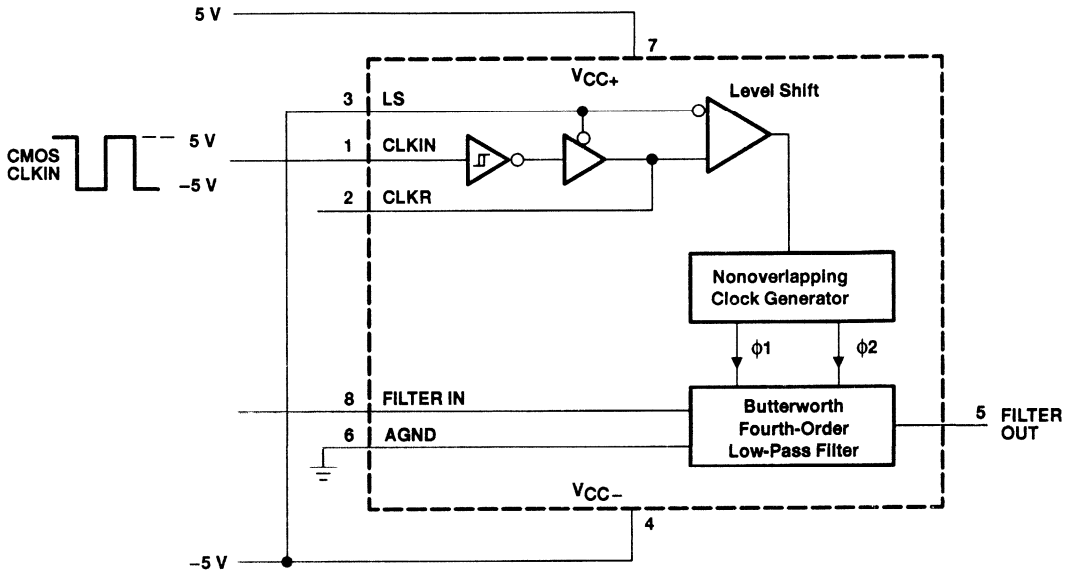 5 V
7
VCC+
Level Shift
3 LS
CMOS
CLKIN
5 V
–5 V
1 CLKIN
2 CLKR
Nonoverlapping
Clock Generator
ϕ1
ϕ2
8 FILTER IN
6 AGND
Butterworth
Fourth-Order
Low-Pass Filter
5 FILTER
OUT
VCC–
4
–5 V